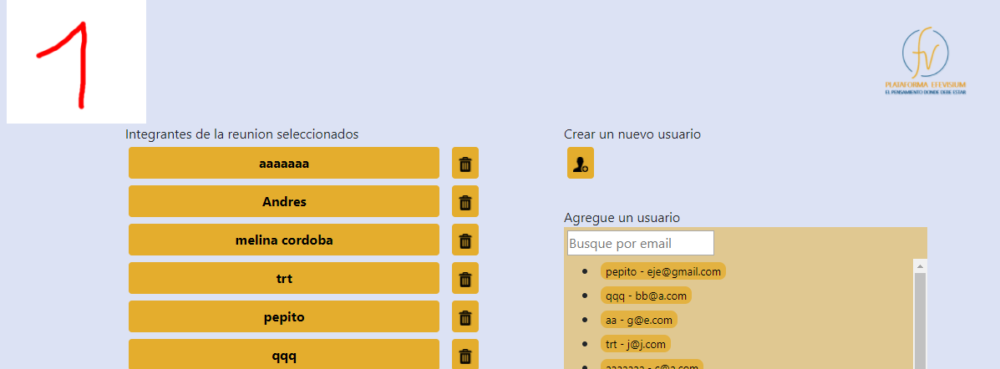 1
fv
PLATAFORMA EFEVISIUM
EL PENSAMIENTO DONDE DEBE ESTAR
Integrantes de la reunion seleccionados
aaaaaaa
Andres
melina cordoba
trt
pepito
qqq
Crear un nuevo usuario
Agregue un usuario
Busque por email
pepito - eje@gmail.com
qqq - bb@a.com
aa - g@e.com
trt - j@j.com
aaaaaaa - c@a.com